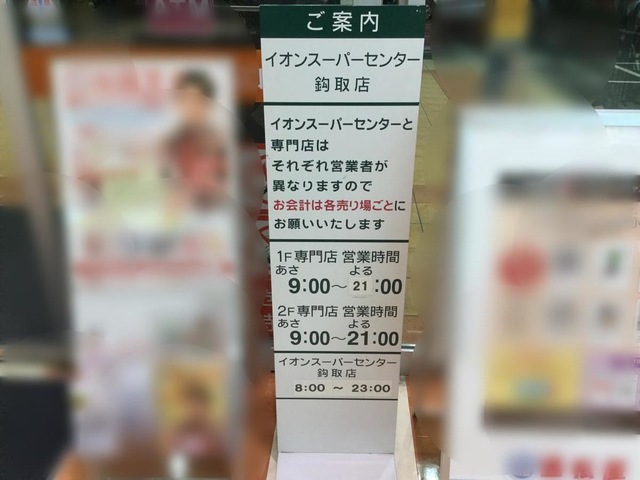 ATM
ご案内
イオンスーパーセンター
鈎取店
イオンスーパーセンターと
専門店は
それぞれ営業者が
異なりますので
お会計は各売り場ごとに
お願いいたします
1F専門店 営業時間
あさ よる
9:00～21:00
2F専門店 営業時間
あさ よる
9:00～21:00
イオンスーパーセンター
鈎取店
8:00 ～ 23:00